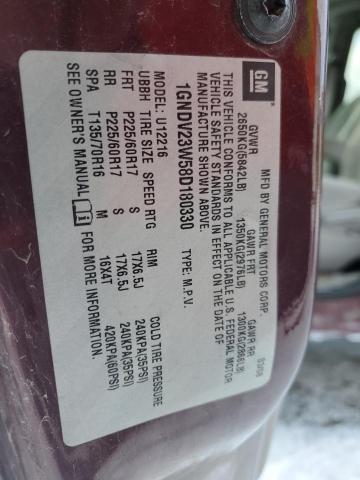 GM
MFD BY GENERAL MOTORS CORP.
GVWR GAWR FRT GAWR RR
2650KG(5842LB) 1350KG(2976LB) 1300KG(2866LB)
THIS VEHICLE CONFORMS TO ALL APPLICABLE U.S. FEDERAL MOTOR
VEHICLE SAFETY STANDARDS IN EFFECT ON THE DATE OF
MANUFACTURE SHOWN ABOVE.
1GNDV23W58D180330 TYPE: M.P.V.
UBBH U12216
TIRE SIZE SPEED RTG RIM COLD TIRE PRESSURE
FRT P225/60R17 S 17X6.5J 240KPA(35PSI)
RR P225/60R17 S 17X6.5J 240KPA(35PSI)
SPA T135/70R16 M 16X4T 420KPA(60PSI)
SEE OWNER'S MANUAL i FOR MORE INFORMATION.